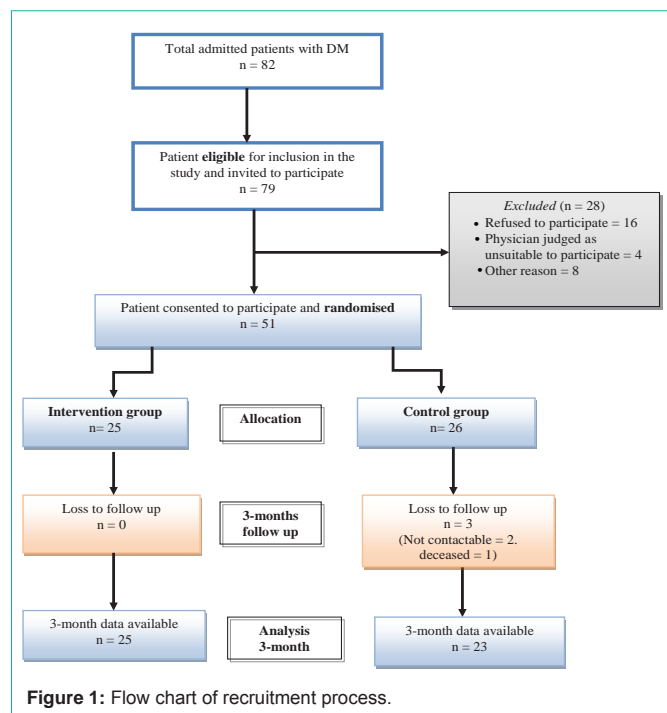 Total admitted patients with DM
n = 82
Patient eligible for inclusion in the
study and invited to participate
n = 79
Excluded (n = 28)
• Refused to participate = 16
• Physician judged as
unsuitable to participate = 4
• Other reason = 8
Patient consented to participate and randomised
n = 51
Intervention group
n= 25
Allocation
Control group
n= 26
Loss to follow up
n = 0
3-months
follow up
Loss to follow up
n = 3
(Not contactable = 2.
deceased = 1)
3-month data available
n = 25
Analysis
3-month
3-month data available
n = 23
Figure 1: Flow chart of recruitment process.